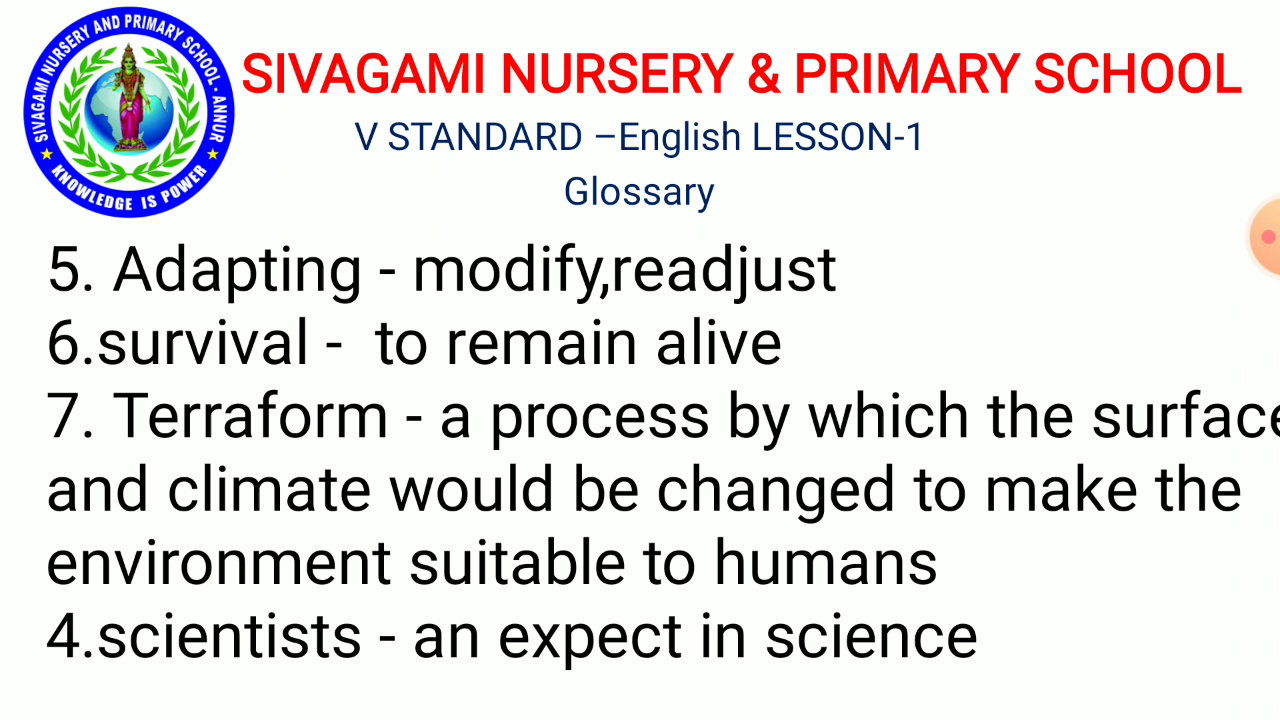 SIVAGAMI NURSERY AND PRIMARY SCHOOL - ANNUR
KNOWLEDGE IS POWER
SIVAGAMI NURSERY & PRIMARY SCHOOL
V STANDARD –English LESSON-1
Glossary
5. Adapting - modify,readjust
6.survival - to remain alive
7. Terraform - a process by which the surface
and climate would be changed to make the
environment suitable to humans
4.scientists - an expect in science